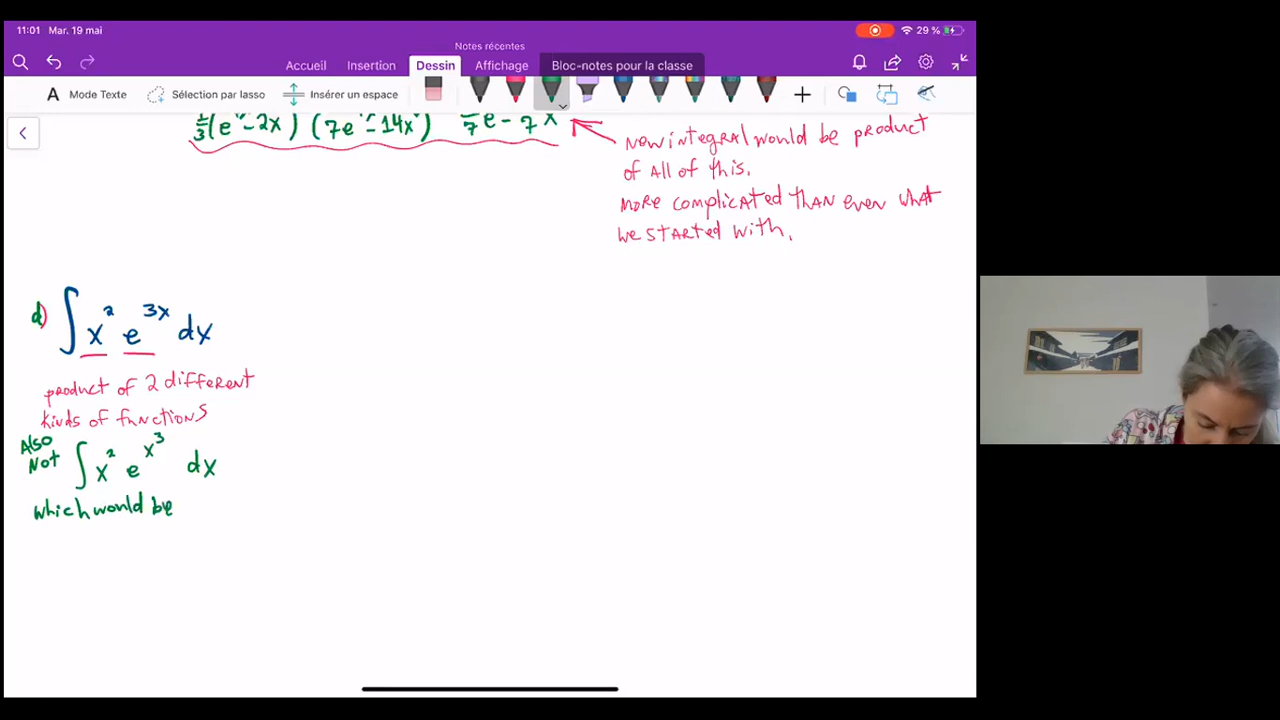 11:01 Mar. 19 mai
29 %
Notes récentes
Accueil Insertion Dessin Affichage Bloc-notes pour la classe
A Mode Texte Sélection par lasso Insérer un espace
(7e - 14x)
New integral would be product
of All of this.
More complicated than even what
we started with.
d) ∫ x² e^{3x} dx
product of 2 different
kinds of functions
Also
Not ∫ x² e^{x³} dx
which would be